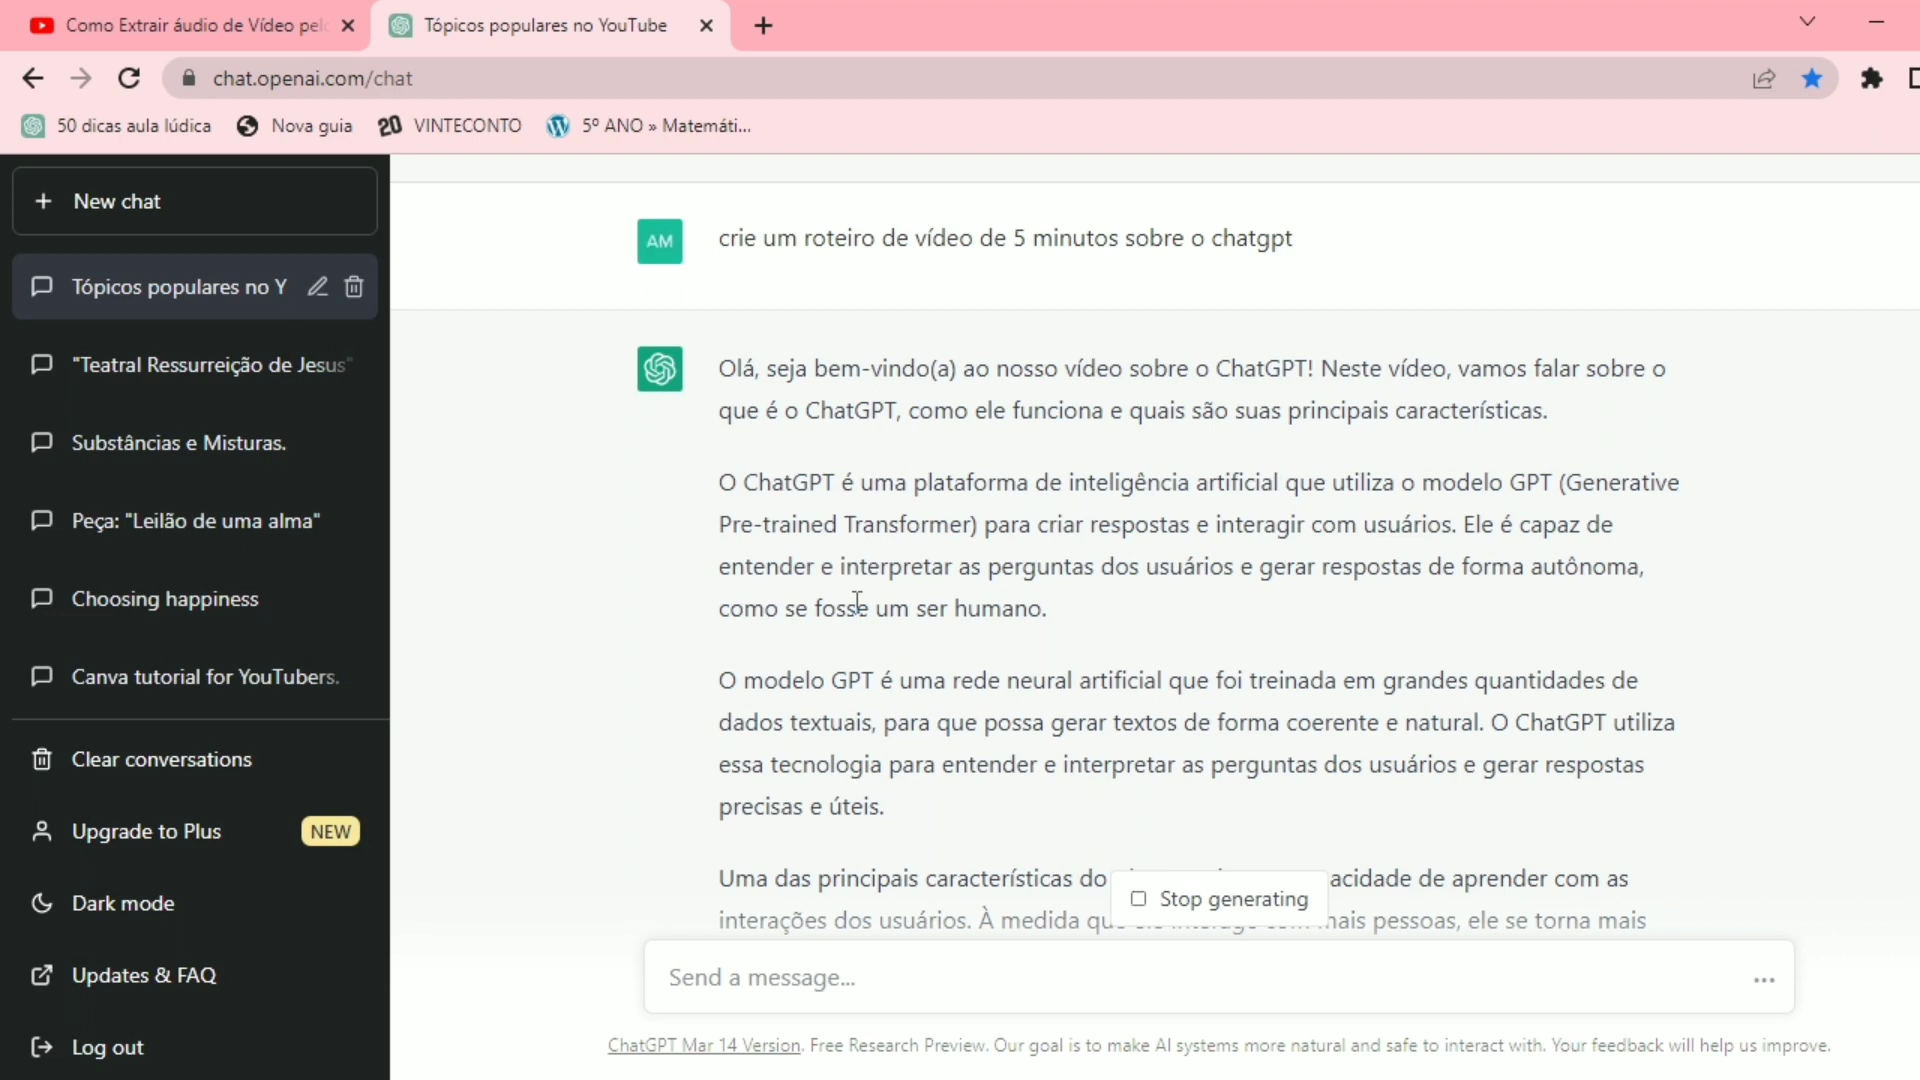 Como Extrair áudio de Vídeo pel
Tópicos populares no YouTube
chat.openai.com/chat
50 dicas aula lúdica
Nova guia
20 VINTECONTO
5º ANO » Matemáti...
New chat
Tópicos populares no Y
"Teatral Ressurreição de Jesus"
Substâncias e Misturas.
Peça: "Leilão de uma alma"
Choosing happiness
Canva tutorial for YouTubers.
Clear conversations
Upgrade to Plus
NEW
Dark mode
Updates & FAQ
Log out
AM
crie um roteiro de vídeo de 5 minutos sobre o chatgpt
Olá, seja bem-vindo(a) ao nosso vídeo sobre o ChatGPT! Neste vídeo, vamos falar sobre o
que é o ChatGPT, como ele funciona e quais são suas principais características.
O ChatGPT é uma plataforma de inteligência artificial que utiliza o modelo GPT (Generative
Pre-trained Transformer) para criar respostas e interagir com usuários. Ele é capaz de
entender e interpretar as perguntas dos usuários e gerar respostas de forma autônoma,
como se fosse um ser humano.
O modelo GPT é uma rede neural artificial que foi treinada em grandes quantidades de
dados textuais, para que possa gerar textos de forma coerente e natural. O ChatGPT utiliza
essa tecnologia para entender e interpretar as perguntas dos usuários e gerar respostas
precisas e úteis.
Uma das principais características do acidade de aprender com as
interações dos usuários. À medida que mais pessoas, ele se torna mais
Stop generating
Send a message...
ChatGPT Mar 14 Version. Free Research Preview. Our goal is to make AI systems more natural and safe to interact with. Your feedback will help us improve.